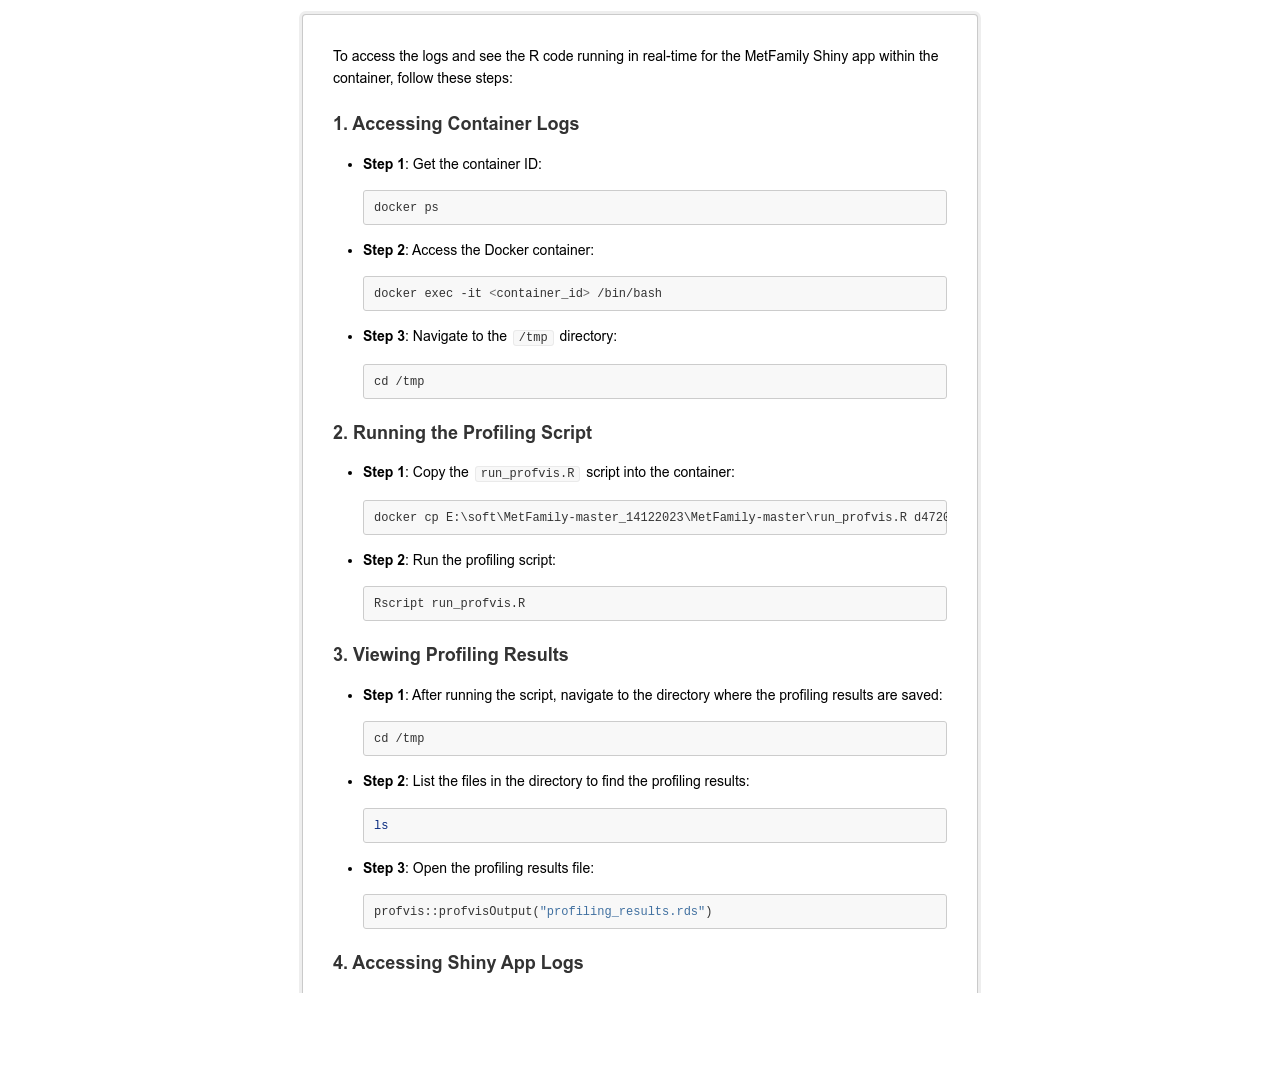 To access the logs and see the R code running in real-time for the MetFamily Shiny app within the
container, follow these steps:
1. Accessing Container Logs
• Step 1: Get the container ID:
docker ps
• Step 2: Access the Docker container:
docker exec -it <container_id> /bin/bash
• Step 3: Navigate to the /tmp directory:
cd /tmp
2. Running the Profiling Script
• Step 1: Copy the run_profvis.R script into the container:
docker cp E:\soft\MetFamily-master_14122023\MetFamily-master\run_profvis.R d4720
• Step 2: Run the profiling script:
Rscript run_profvis.R
3. Viewing Profiling Results
• Step 1: After running the script, navigate to the directory where the profiling results are saved:
cd /tmp
• Step 2: List the files in the directory to find the profiling results:
ls
• Step 3: Open the profiling results file:
profvis::profvisOutput("profiling_results.rds")
4. Accessing Shiny App Logs